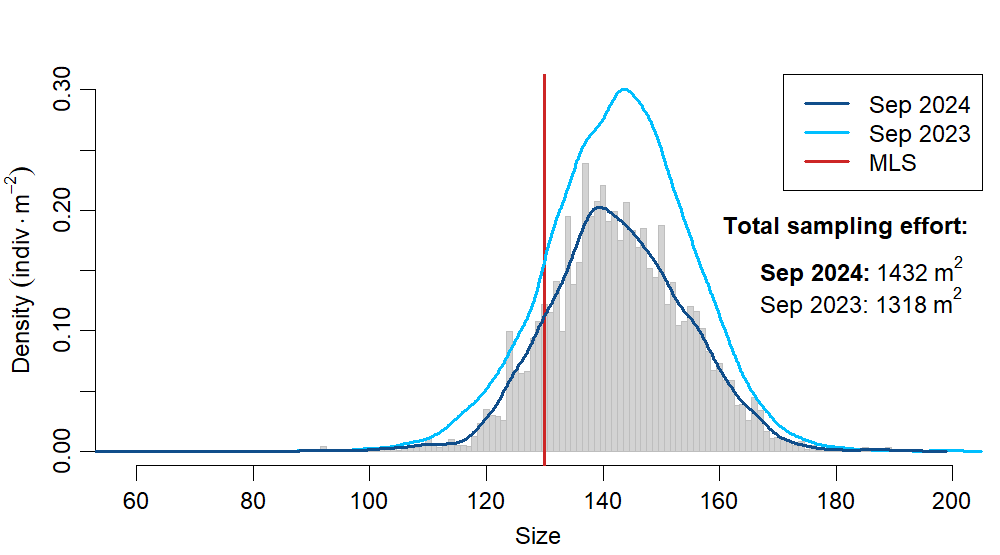 0.30
0.20
0.10
0.00
Density (indiv · m⁻²)
60 80 100 120 140 160 180 200
Size
Sep 2024
Sep 2023
MLS
Total sampling effort:
Sep 2024: 1432 m²
Sep 2023: 1318 m²